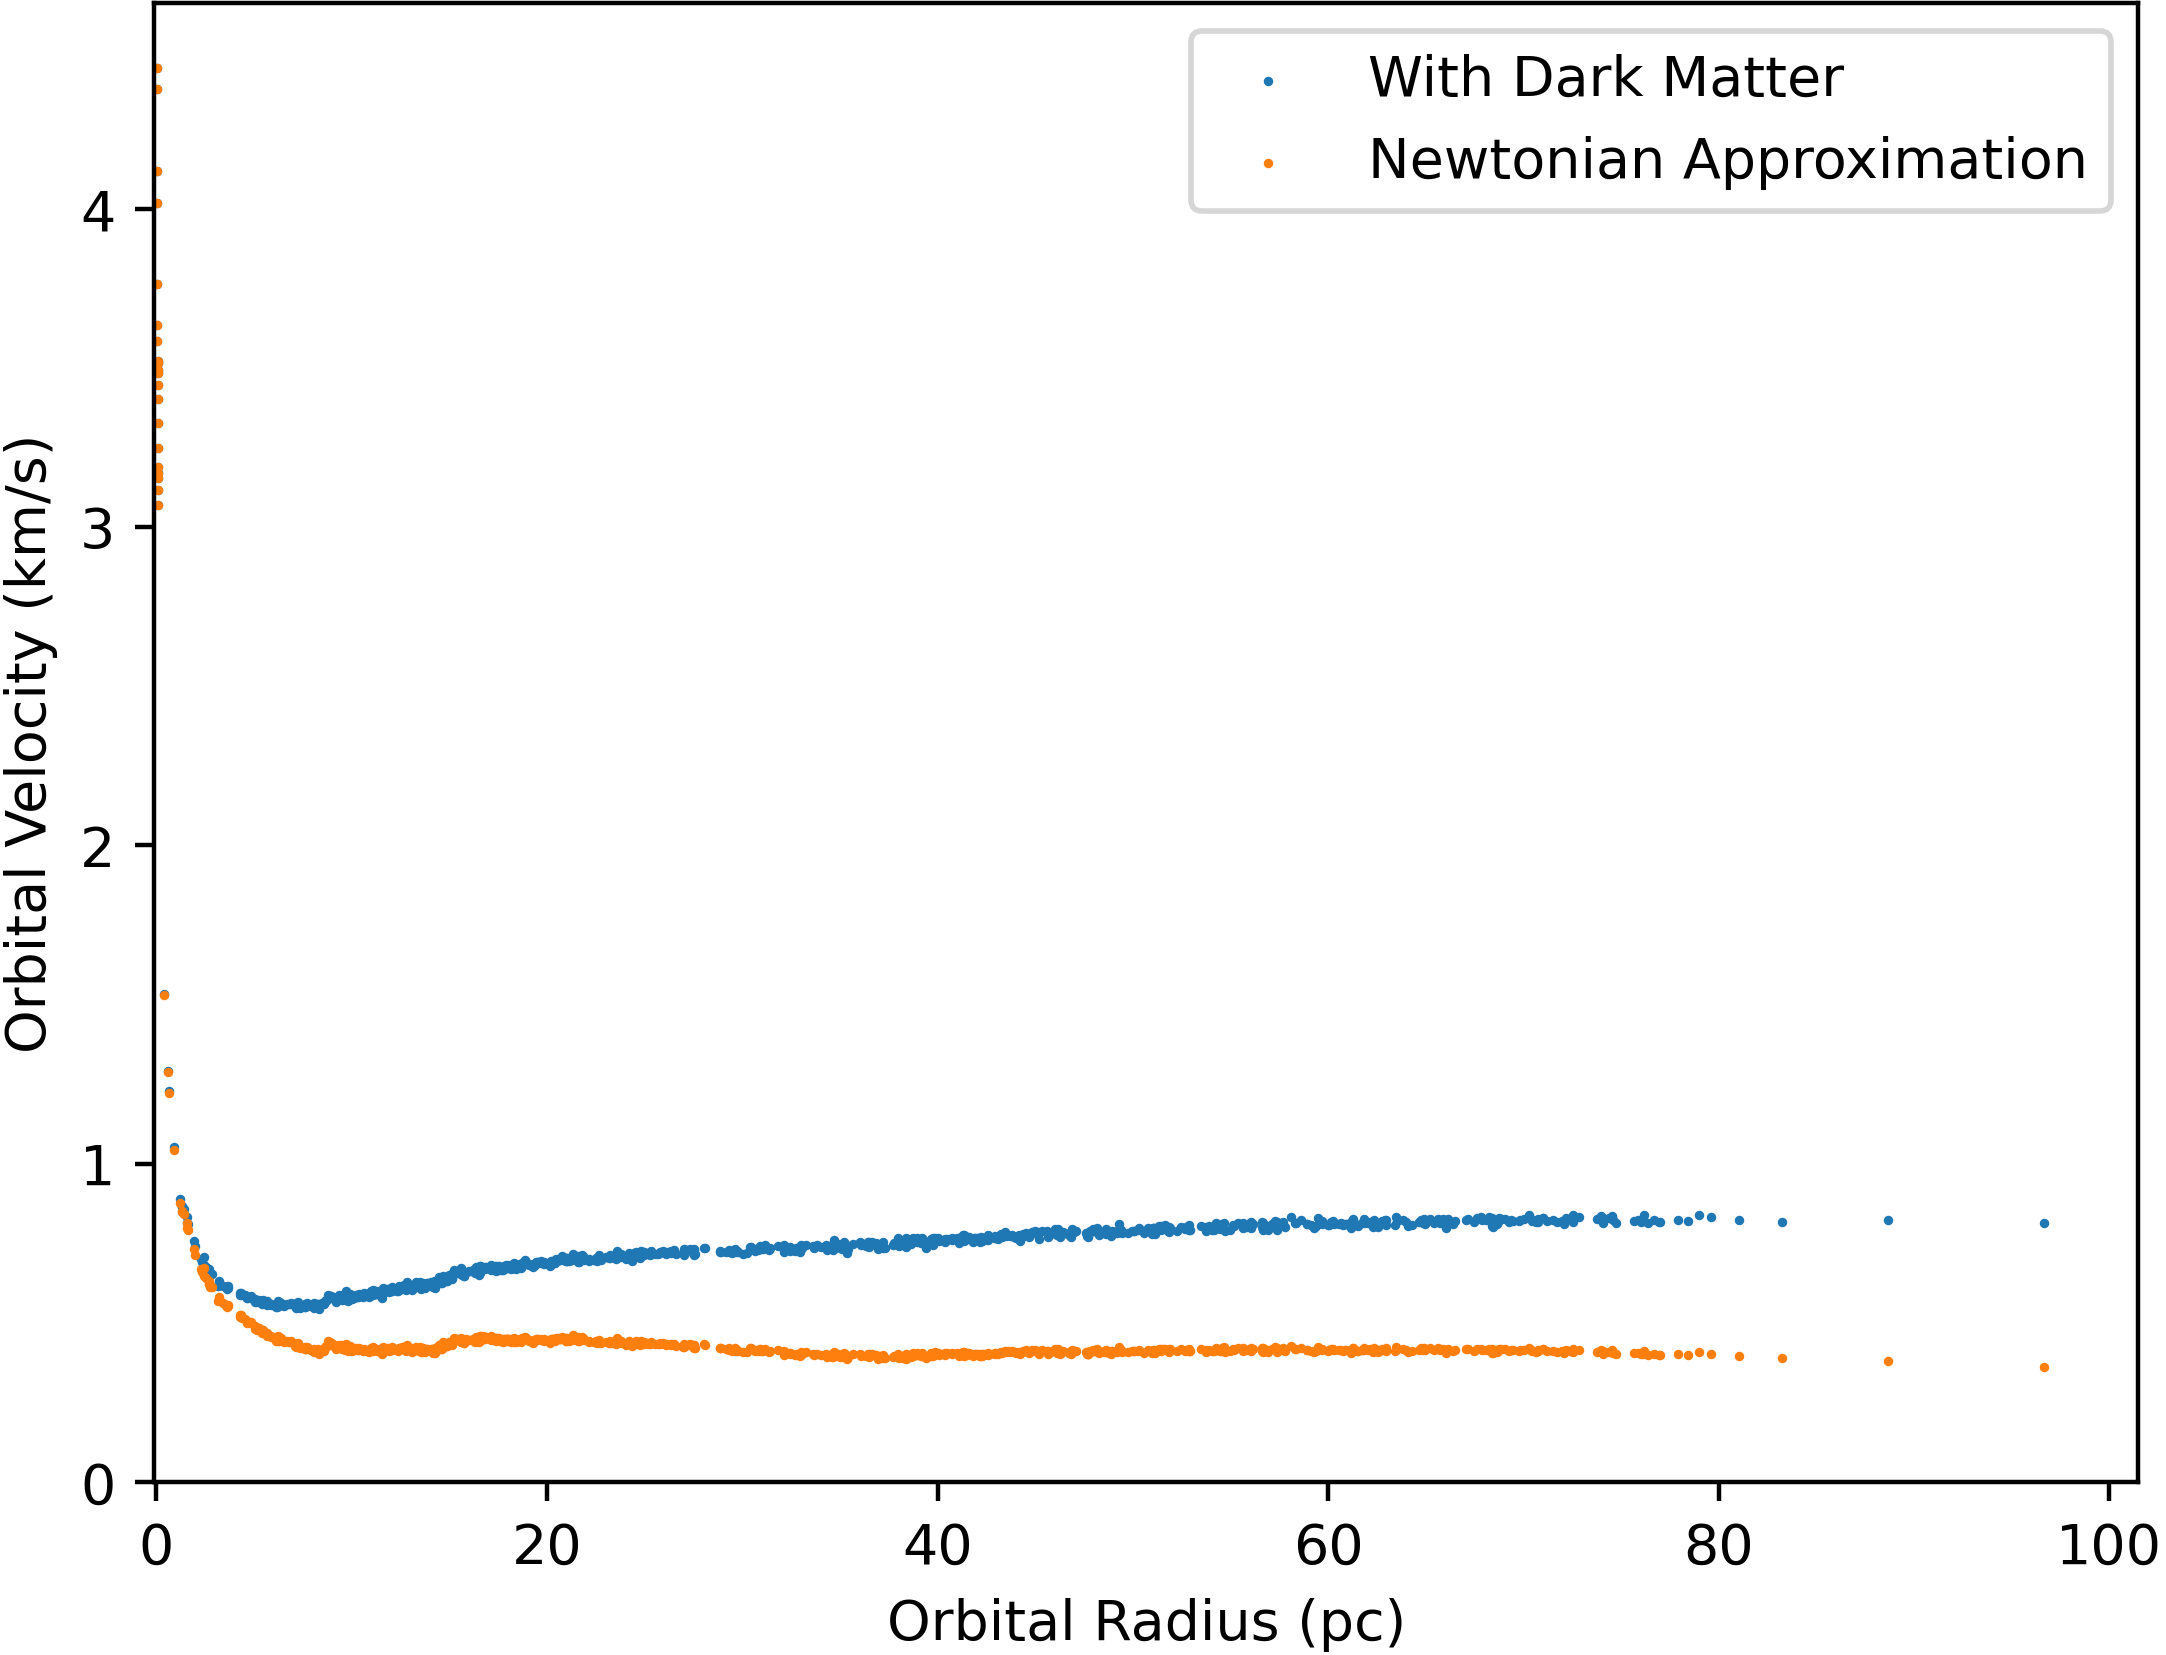 With Dark Matter
Newtonian Approximation
Orbital Velocity (km/s)
4
3
2
1
0
0 20 40 60 80 100
Orbital Radius (pc)